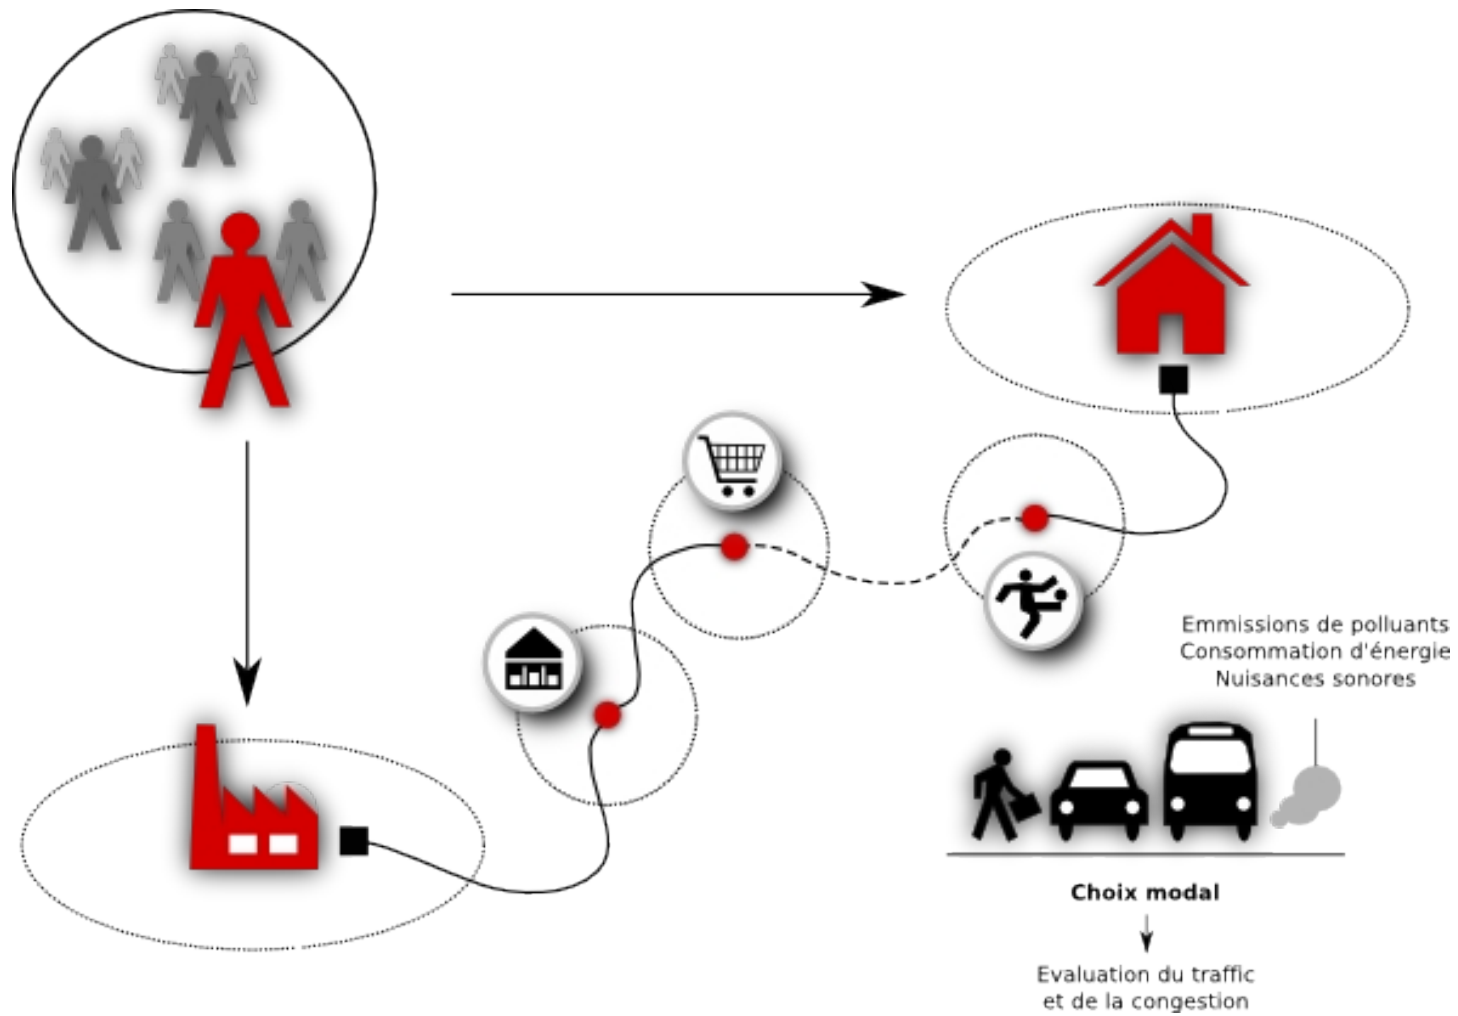 Emmissions de polluants
Consommation d'énergie
Nuisances sonores
Choix modal
Evaluation du traffic
et de la congestion